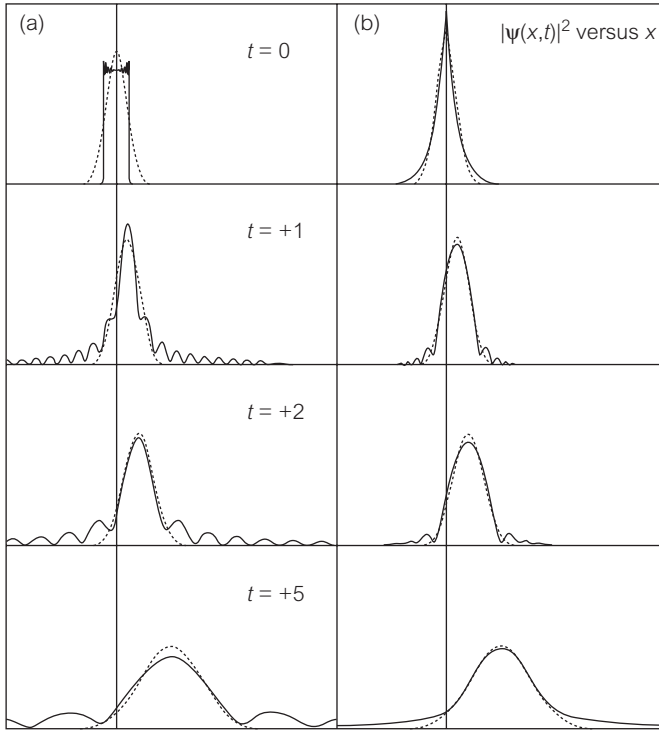 (a)
t = 0
(b)
|ψ(x,t)|² versus x
t = +1
t = +2
t = +5